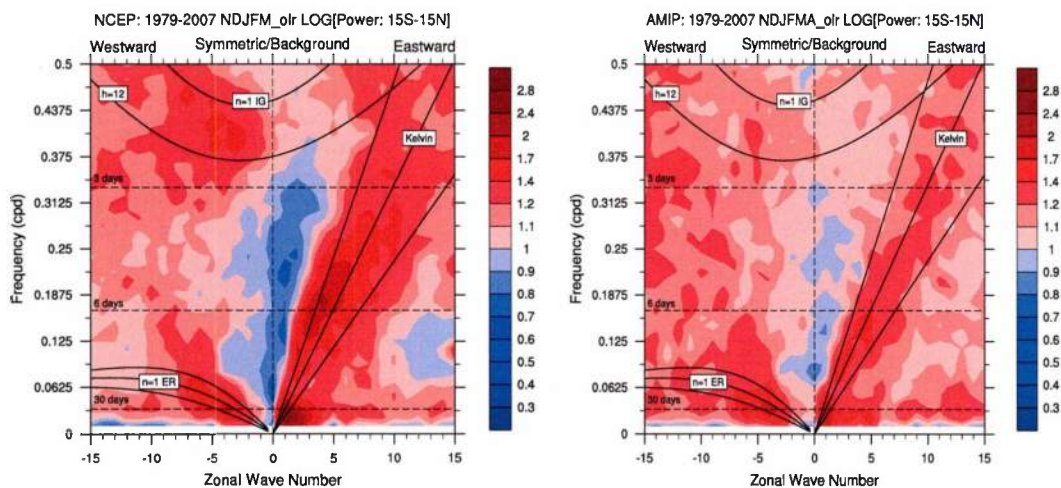 NCEP: 1979-2007 NDJFM_olr LOG[Power: 15S-15N]
Westward Symmetric/Background Eastward
0.5
0.4375
0.375
0.3125
0.25
0.1875
0.125
0.0625
0
Frequency (cpd)
h=12
n=1 IG
Kelvin
3 days
6 days
n=1 ER
30 days
-15 -10 -5 0 5 10 15
Zonal Wave Number
2.8
2.4
2
1.7
1.4
1.2
1.1
1
0.9
0.8
0.7
0.6
0.5
0.4
0.3
AMIP: 1979-2007 NDJFMA_olr LOG[Power: 15S-15N]
Westward Symmetric/Background Eastward
0.5
0.4375
0.375
0.3125
0.25
0.1875
0.125
0.0625
0
Frequency (cpd)
h=12
n=1 IG
Kelvin
3 days
6 days
n=1 ER
30 days
-15 -10 -5 0 5 10 15
Zonal Wave Number
2.8
2.4
2
1.7
1.4
1.2
1.1
1
0.9
0.8
0.7
0.6
0.5
0.4
0.3